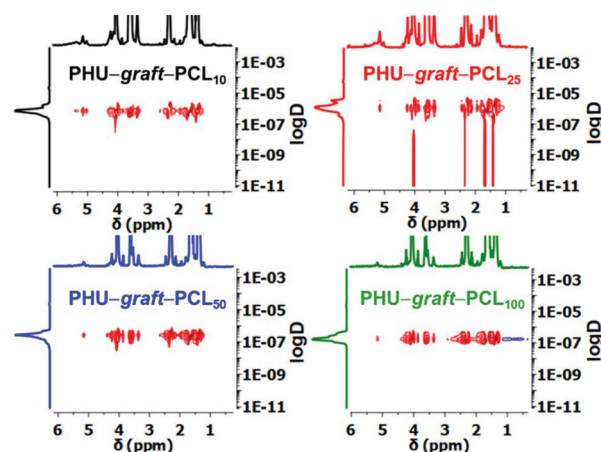 PHU–graft–PCL10
1E-03
1E-05
1E-07
1E-09
1E-11
logD
6 5 4 3 2 1
δ (ppm)
PHU–graft–PCL25
1E-03
1E-05
1E-07
1E-09
1E-11
logD
6 5 4 3 2 1
δ (ppm)
PHU–graft–PCL50
1E-03
1E-05
1E-07
1E-09
1E-11
logD
6 5 4 3 2 1
δ (ppm)
PHU–graft–PCL100
1E-03
1E-05
1E-07
1E-09
1E-11
logD
6 5 4 3 2 1
δ (ppm)